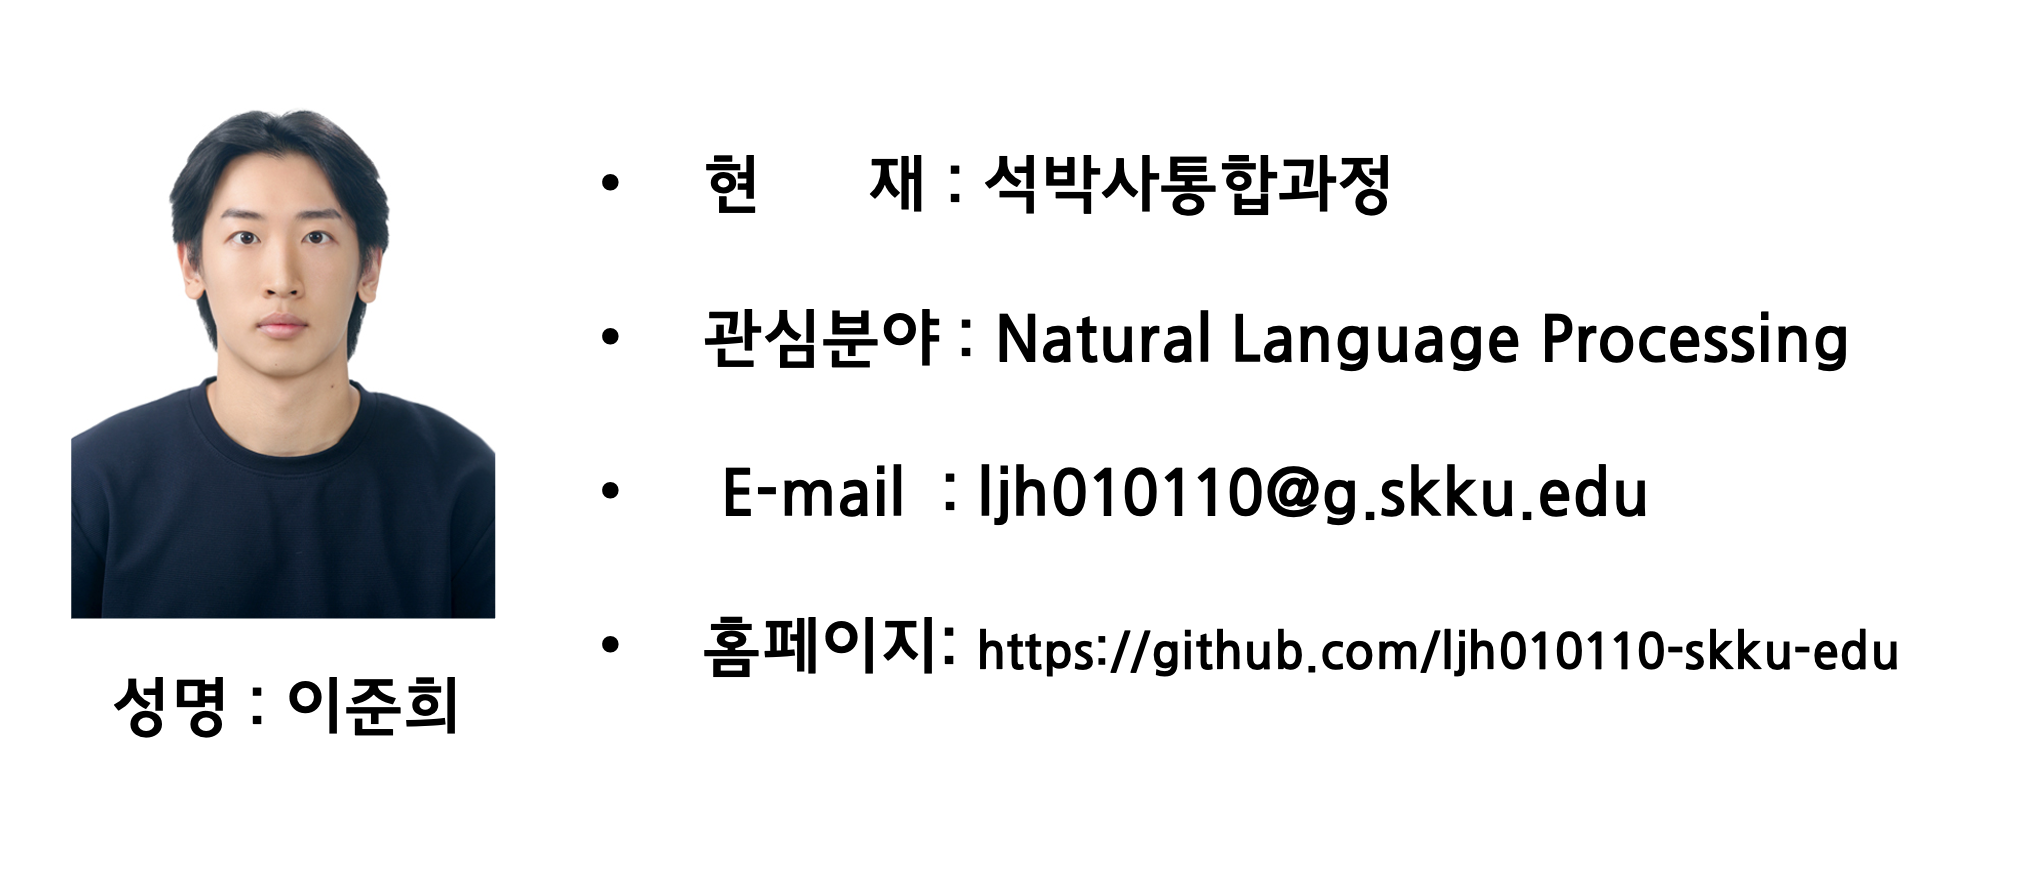 • 현 재 : 석박사통합과정
• 관심분야 : Natural Language Processing
• E-mail : ljh010110@g.skku.edu
• 홈페이지: https://github.com/ljh010110-skku-edu
성명 : 이준희